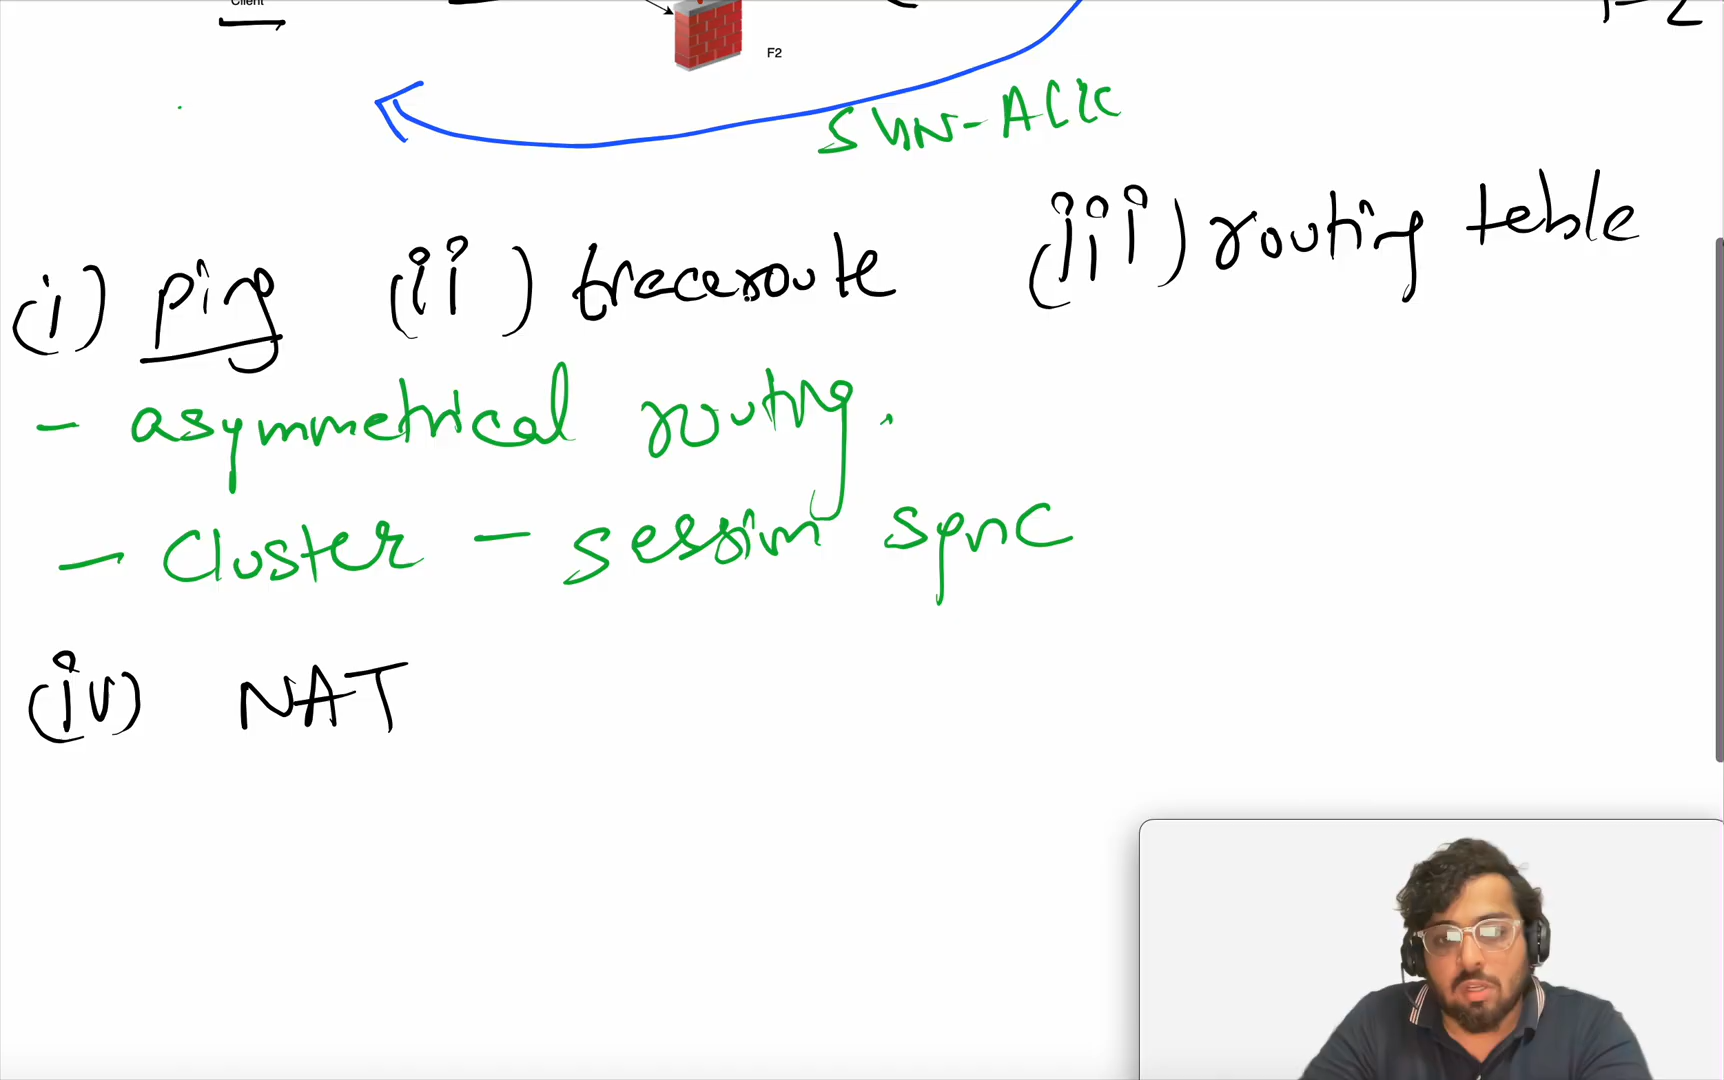 Client
F2
SYN-ACK
(i) ping (ii) traceroute (iii) routing table
- asymmetrical routing.
- Cluster - session sync
(iv) NAT